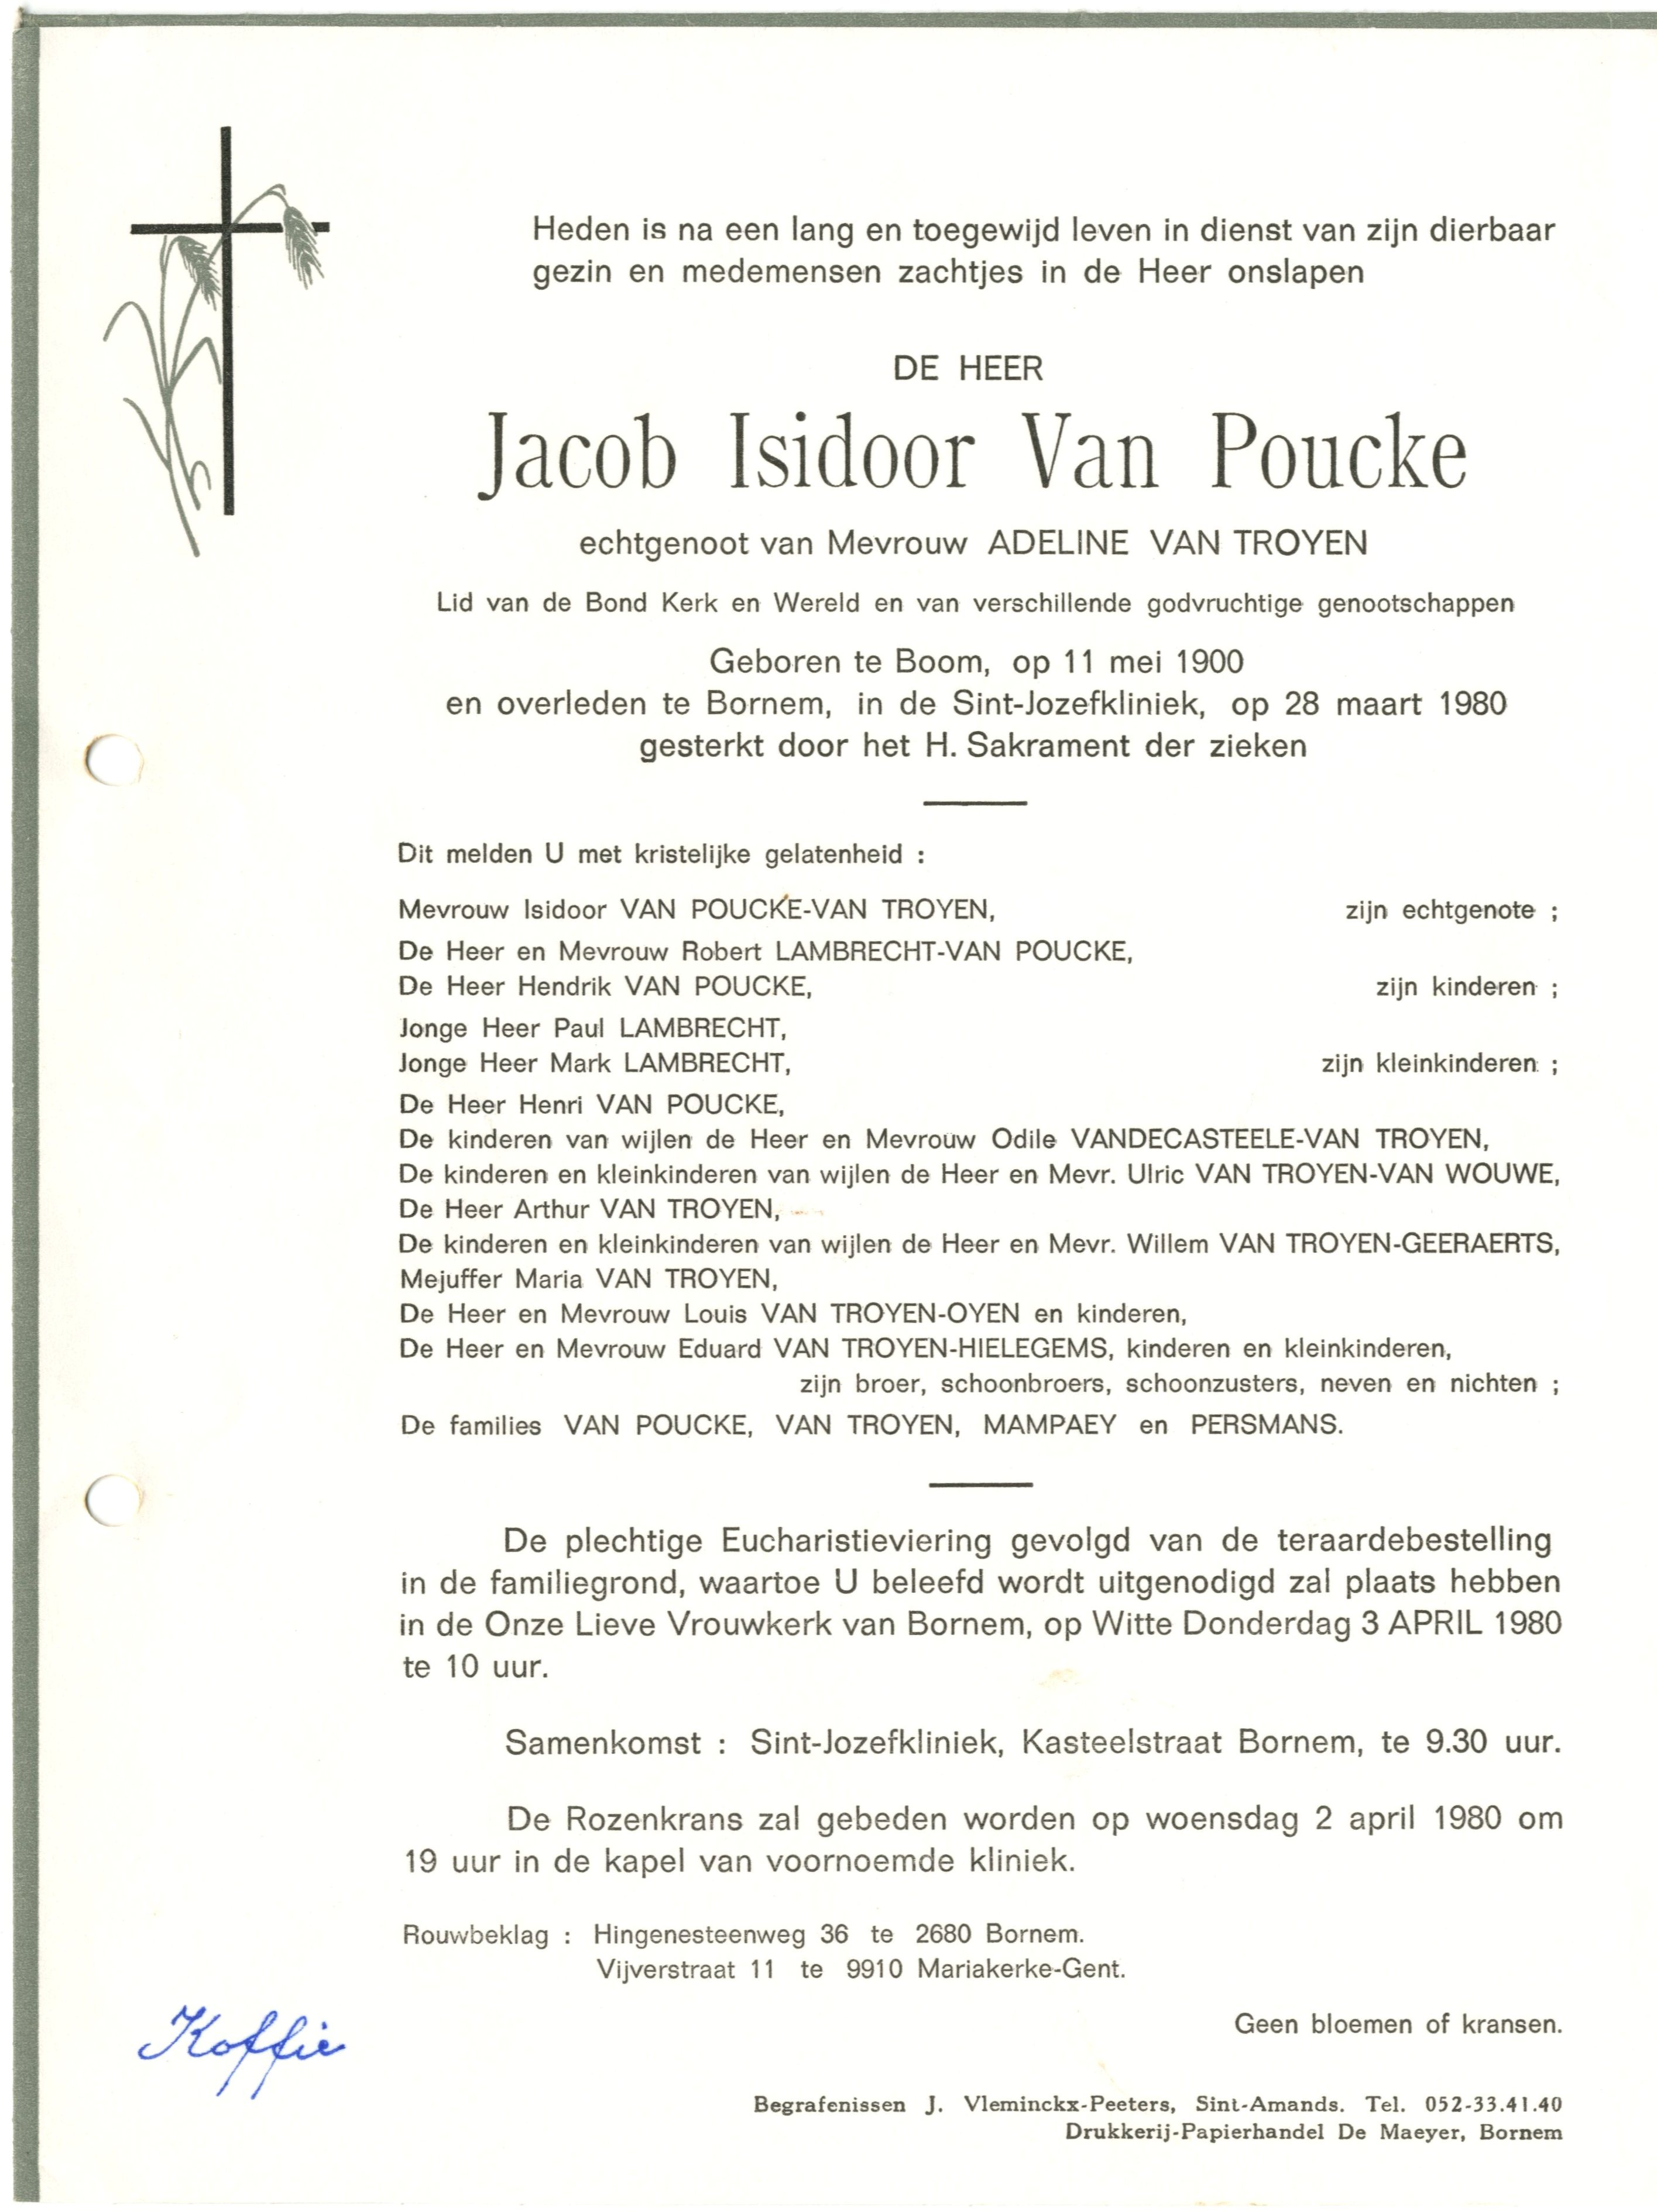 Heden is na een lang en toegewijd leven in dienst van zijn dierbaar
gezin en medemensen zachtjes in de Heer onslapen
DE HEER
Jacob Isidoor Van Poucke
echtgenoot van Mevrouw ADELINE VAN TROYEN
Lid van de Bond Kerk en Wereld en van verschillende godvruchtige genootschappen
Geboren te Boom, op 11 mei 1900
en overleden te Bornem, in de Sint-Jozefkliniek, op 28 maart 1980
gesterkt door het H. Sakrament der zieken
Dit melden U met kristelijke gelatenheid :
Mevrouw Isidoor VAN POUCKE-VAN TROYEN, zijn echtgenote ;
De Heer en Mevrouw Robert LAMBRECHT-VAN POUCKE,
De Heer Hendrik VAN POUCKE, zijn kinderen ;
Jonge Heer Paul LAMBRECHT,
Jonge Heer Mark LAMBRECHT, zijn kleinkinderen ;
De Heer Henri VAN POUCKE,
De kinderen van wijlen de Heer en Mevrouw Odile VANDECASTEELE-VAN TROYEN,
De kinderen en kleinkinderen van wijlen de Heer en Mevr. Ulric VAN TROYEN-VAN WOUWE,
De Heer Arthur VAN TROYEN,
De kinderen en kleinkinderen van wijlen de Heer en Mevr. Willem VAN TROYEN-GEERAERTS,
Mejuffer Maria VAN TROYEN,
De Heer en Mevrouw Louis VAN TROYEN-OYEN en kinderen,
De Heer en Mevrouw Eduard VAN TROYEN-HIELEGEMS, kinderen en kleinkinderen,
zijn broer, schoonbroers, schoonzusters, neven en nichten ;
De families VAN POUCKE, VAN TROYEN, MAMPAEY en PERSMANS.
De plechtige Eucharistieviering gevolgd van de teraardebestelling
in de familiegrond, waartoe U beleefd wordt uitgenodigd zal plaats hebben
in de Onze Lieve Vrouwkerk van Bornem, op Witte Donderdag 3 APRIL 1980
te 10 uur.
Samenkomst : Sint-Jozefkliniek, Kasteelstraat Bornem, te 9.30 uur.
De Rozenkrans zal gebeden worden op woensdag 2 april 1980 om
19 uur in de kapel van voornoemde kliniek.
Rouwbeklag : Hingenesteenweg 36 te 2680 Bornem.
Vijverstraat 11 te 9910 Mariakerke-Gent.
Geen bloemen of kransen.
Koffie
Begrafenissen J. Vleminckx-Peeters, Sint-Amands. Tel. 052-33.41.40
Drukkerij-Papierhandel De Maeyer, Bornem